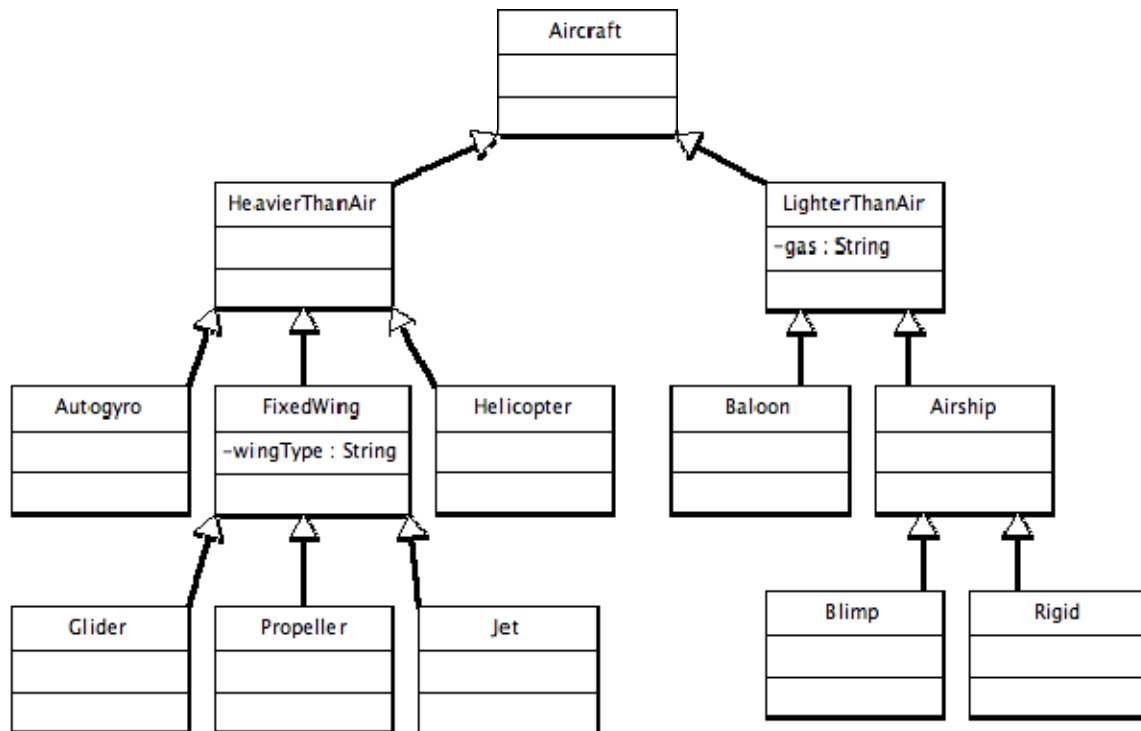 Aircraft
HeavierThanAir
LighterThanAir
-gas : String
Autogyro
FixedWing
Helicopter
Baloon
Airship
-wingType : String
Glider
Propeller
Jet
Blimp
Rigid